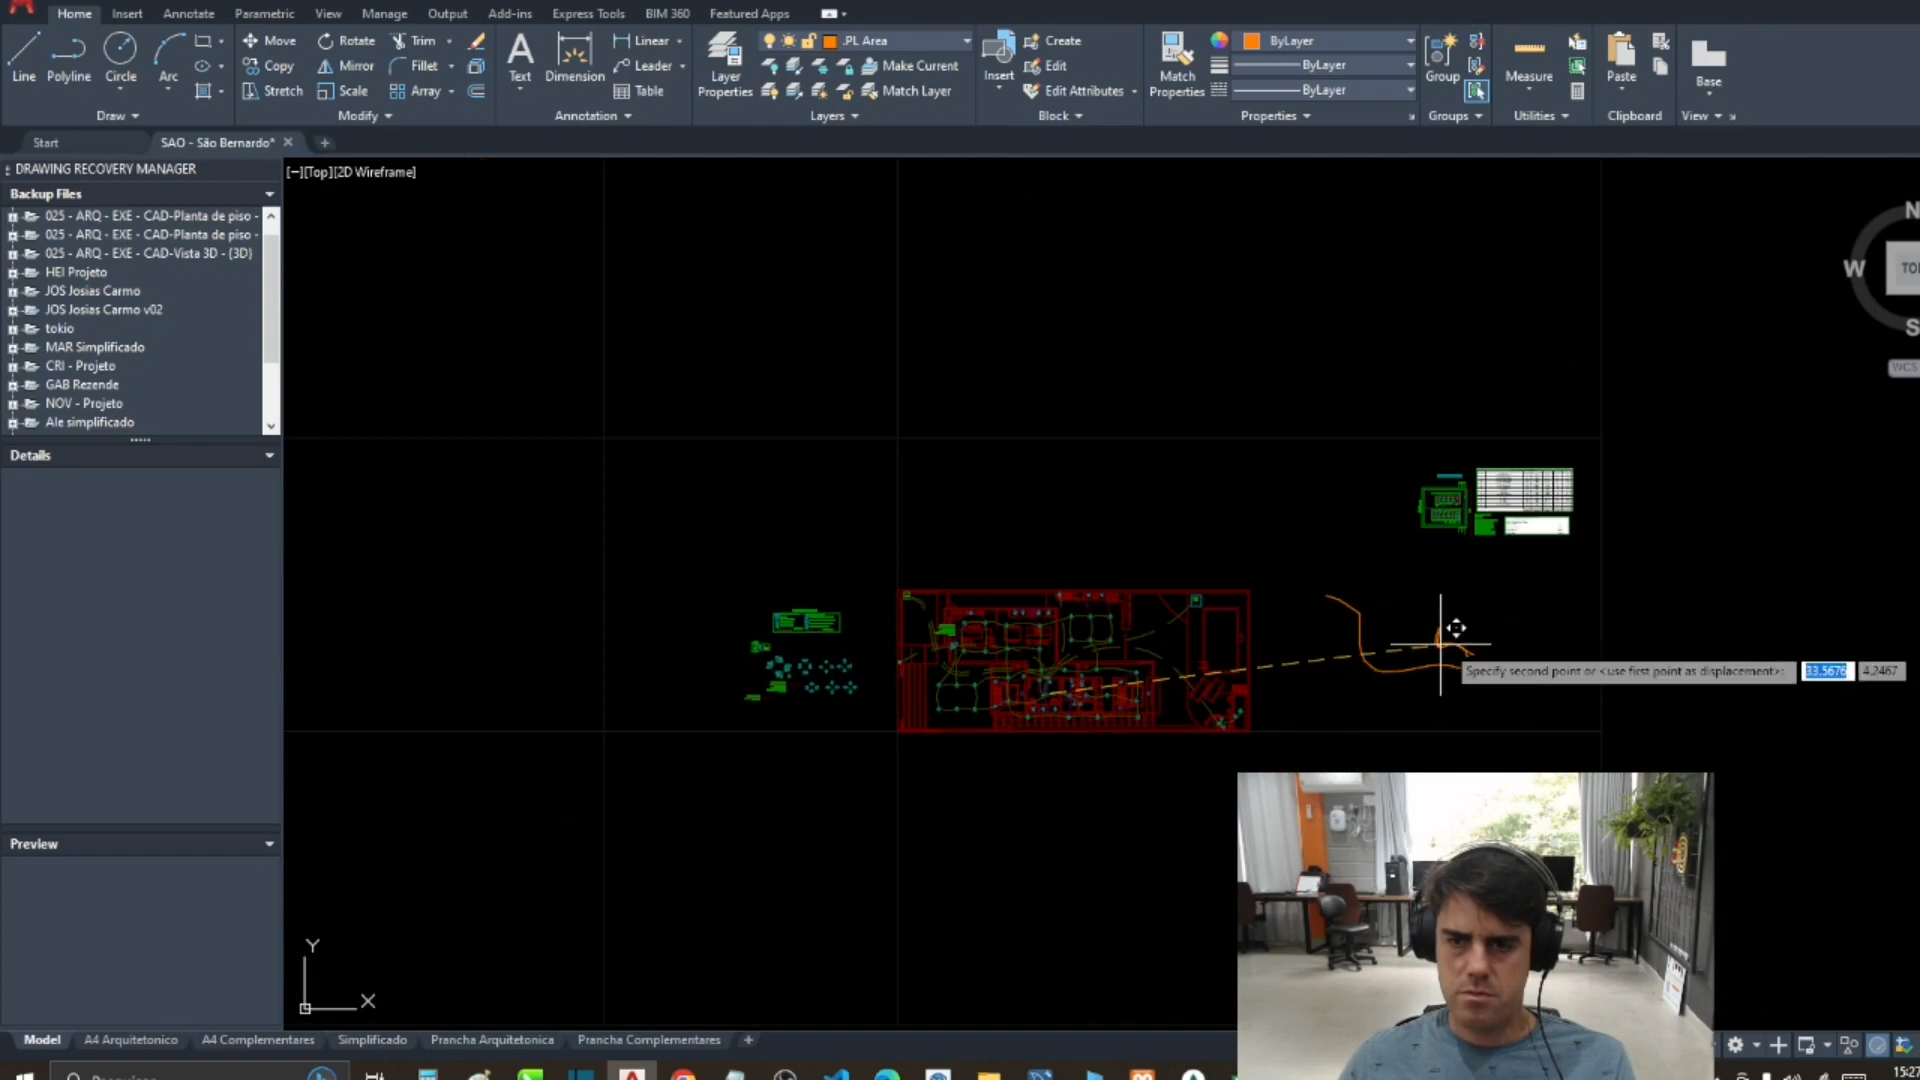 Home Insert Annotate Parametric View Manage Output Add-ins Express Tools BIM 360 Featured Apps
Line Polyline Circle Arc
Move Rotate Trim
Copy Mirror Fillet
Stretch Scale Array
Text Dimension
Linear
Leader
Table
Layer Properties
.PL Area
Make Current
Match Layer
Insert
Create
Edit
Edit Attributes
Match Properties
ByLayer
ByLayer
ByLayer
Group
Measure
Paste
Base
Draw Modify Annotation Layers Block Properties Groups Utilities Clipboard View
Start SAO - São Bernardo*
DRAWING RECOVERY MANAGER
[−][Top][2D Wireframe]
Backup Files
025 - ARQ - EXE - CAD-Planta de piso -
025 - ARQ - EXE - CAD-Planta de piso -
025 - ARQ - EXE - CAD-Vista 3D - {3D}
HEI Projeto
JOS Josias Carmo
JOS Josias Carmo v02
tokio
MAR Simplificado
CRI - Projeto
GAB Rezende
NOV - Projeto
Ale simplificado
Details
Preview
N
W
S
WCS
Specify second point or <use first point as displacement>: 33.5676 4.2467
Y
X
Model A4 Arquitetonico A4 Complementares Simplificado Prancha Arquitetonica Prancha Complementares
15:27